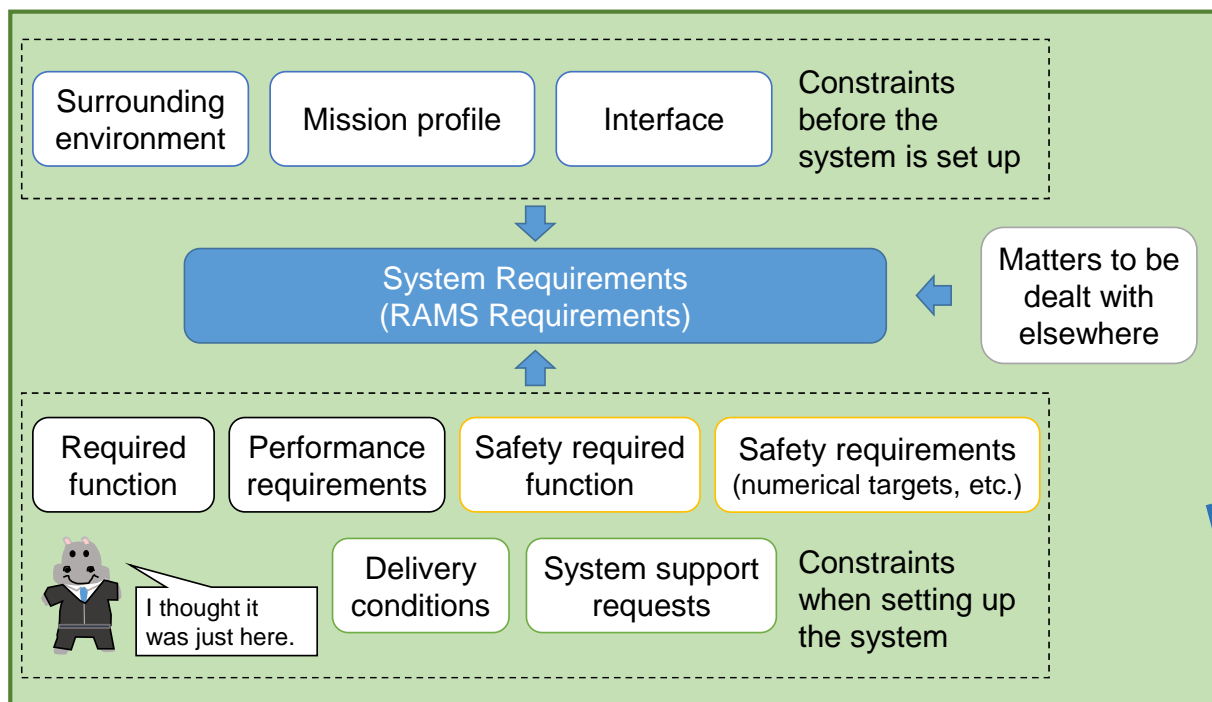 Surrounding
environment
Mission profile
Interface
Constraints
before the
system is set up
System Requirements
(RAMS Requirements)
Matters to be
dealt with
elsewhere
Required
function
Performance
requirements
Safety required
function
Safety requirements
(numerical targets, etc.)
I thought it
was just here.
Delivery
conditions
System support
requests
Constraints
when setting up
the system